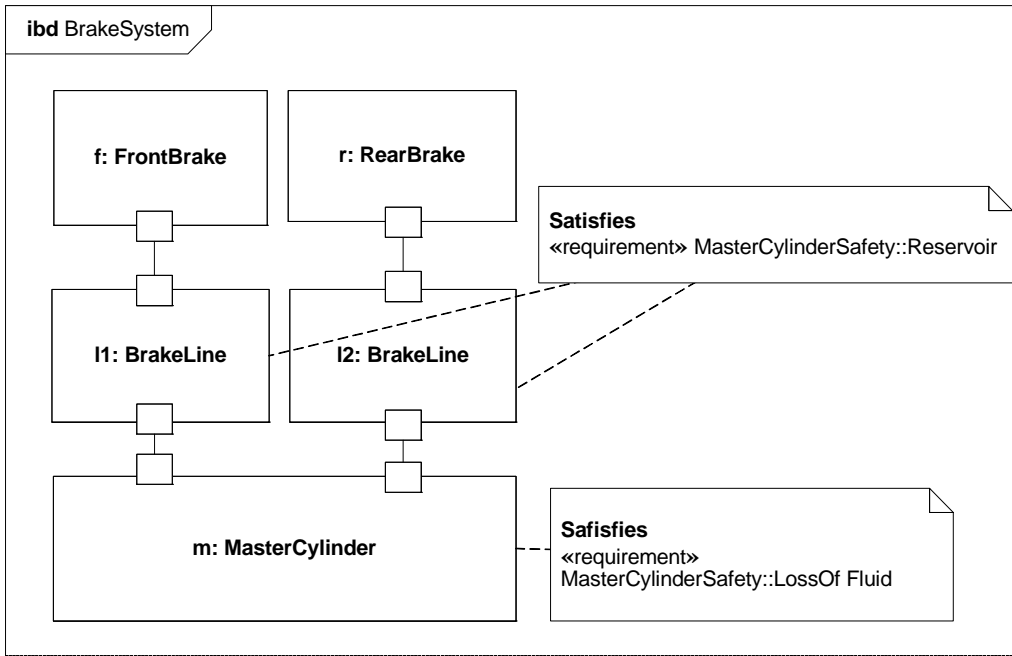 ibd BrakeSystem
f: FrontBrake
r: RearBrake
Satisfies
«requirement» MasterCylinderSafety::Reservoir
l1: BrakeLine
l2: BrakeLine
m: MasterCylinder
Safisfies
«requirement»
MasterCylinderSafety::LossOf Fluid